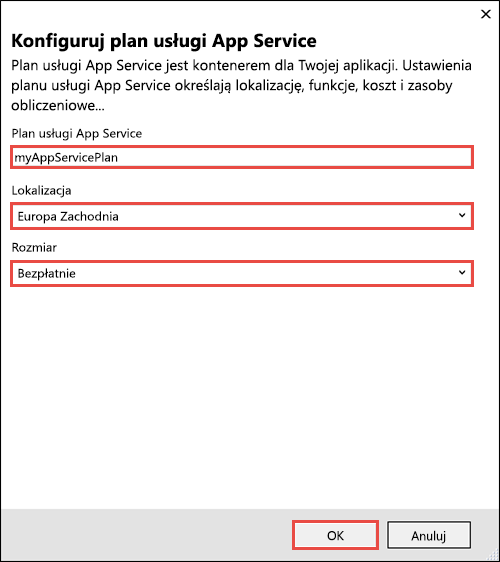 Konfiguruj plan usługi App Service
Plan usługi App Service jest kontenerem dla Twojej aplikacji. Ustawienia
planu usługi App Service określają lokalizację, funkcje, koszt i zasoby
obliczeniowe...
Plan usługi App Service
myAppServicePlan
Lokalizacja
Europa Zachodnia
Rozmiar
Bezpłatnie
OK
Anuluj